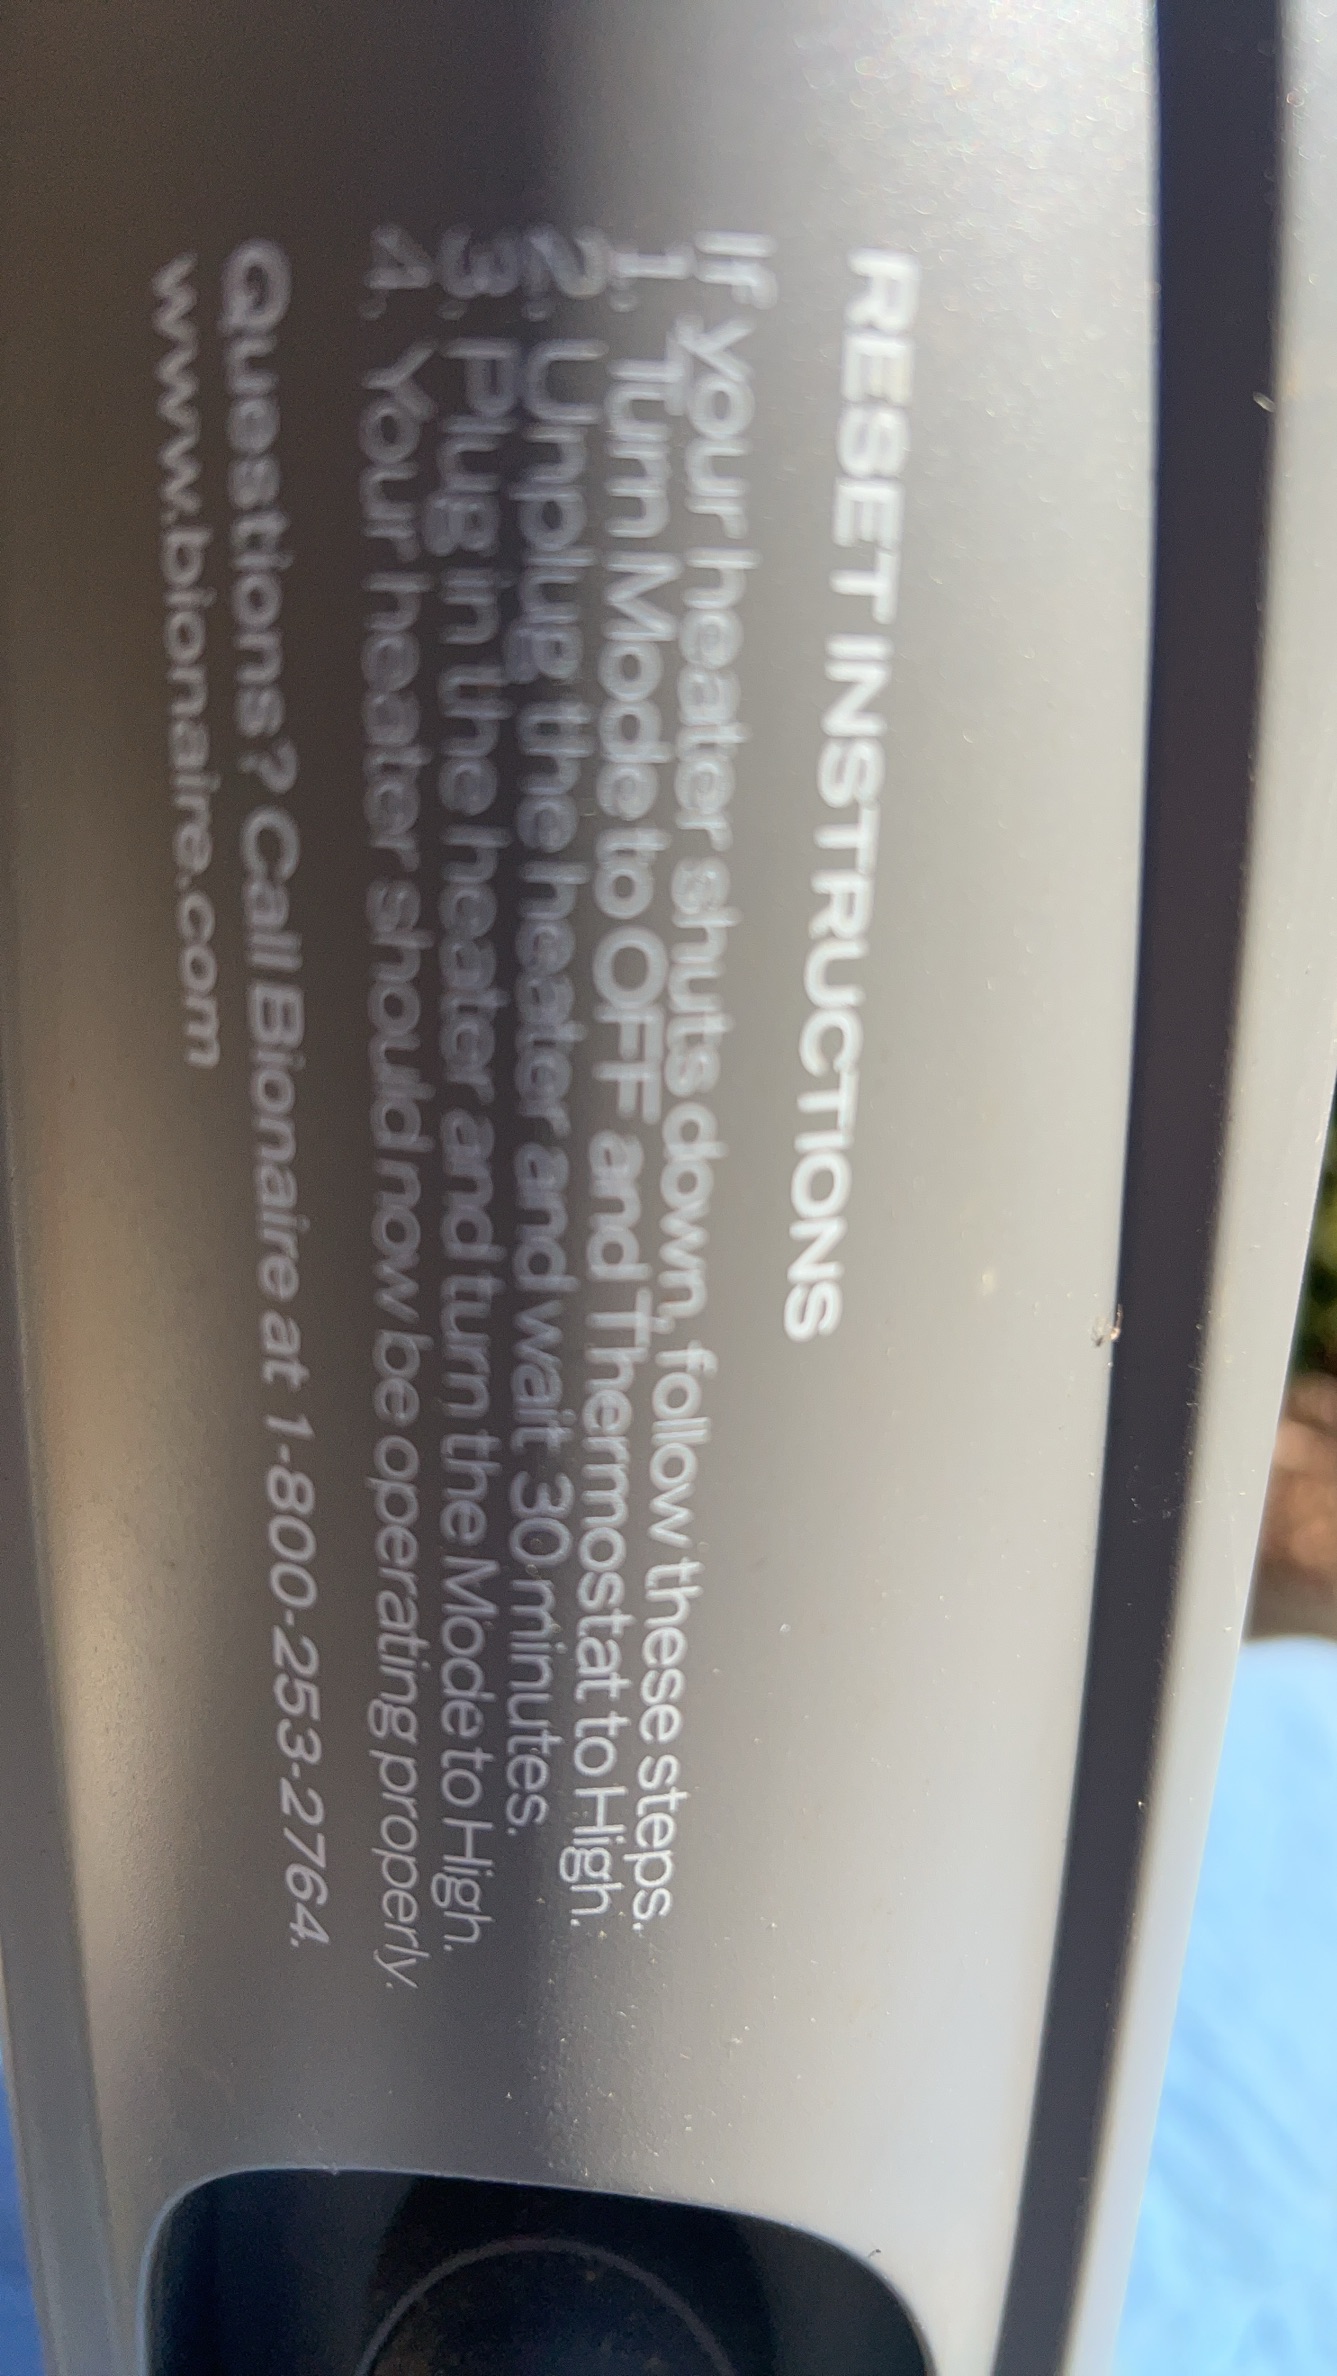 RESET INSTRUCTIONS
If your heater shuts down, follow these steps.
1. Turn Mode to OFF and Thermostat to High.
2. Unplug the heater and wait 30 minutes.
3. Plug in the heater and turn the Mode to High.
4. Your heater should now be operating properly.
Questions? Call Bionaire at 1-800-253-2764.
www.bionaire.com